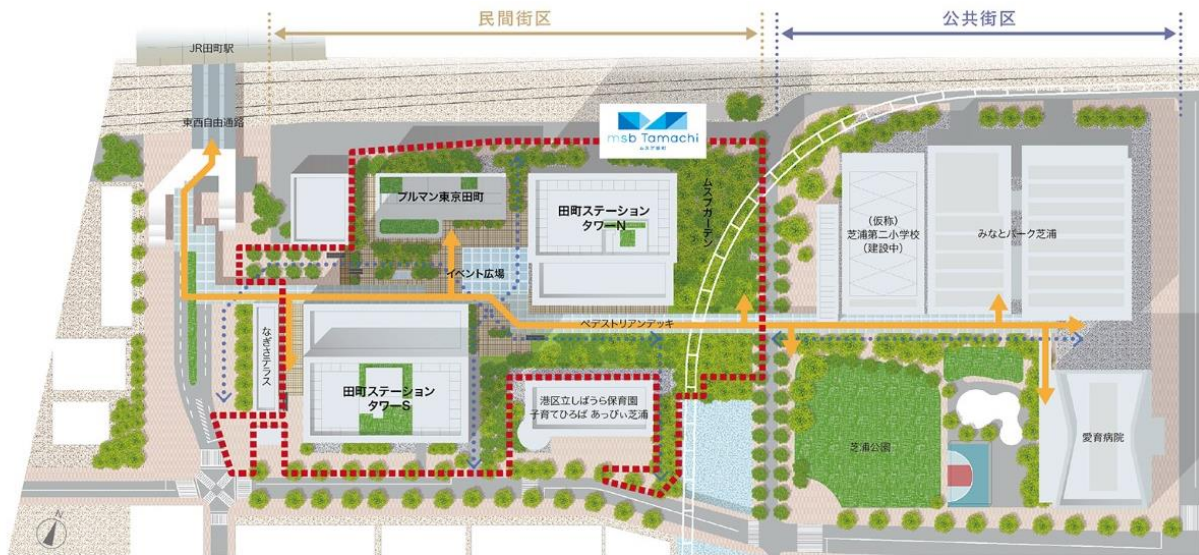 民間街区
公共街区
JR田町駅
東西自由通路
msb Tamachi
ムスブ田町
プルマン東京田町
田町ステーション
タワーN
ムスブガーデン
(仮称)
芝浦第二小学校
(建設中)
みなとパーク芝浦
イベント広場
ペデストリアンデッキ
なぎさテラス
田町ステーション
タワーS
港区立しばうら保育園
子育てひろば あっぴぃ芝浦
芝浦公園
愛育病院
N